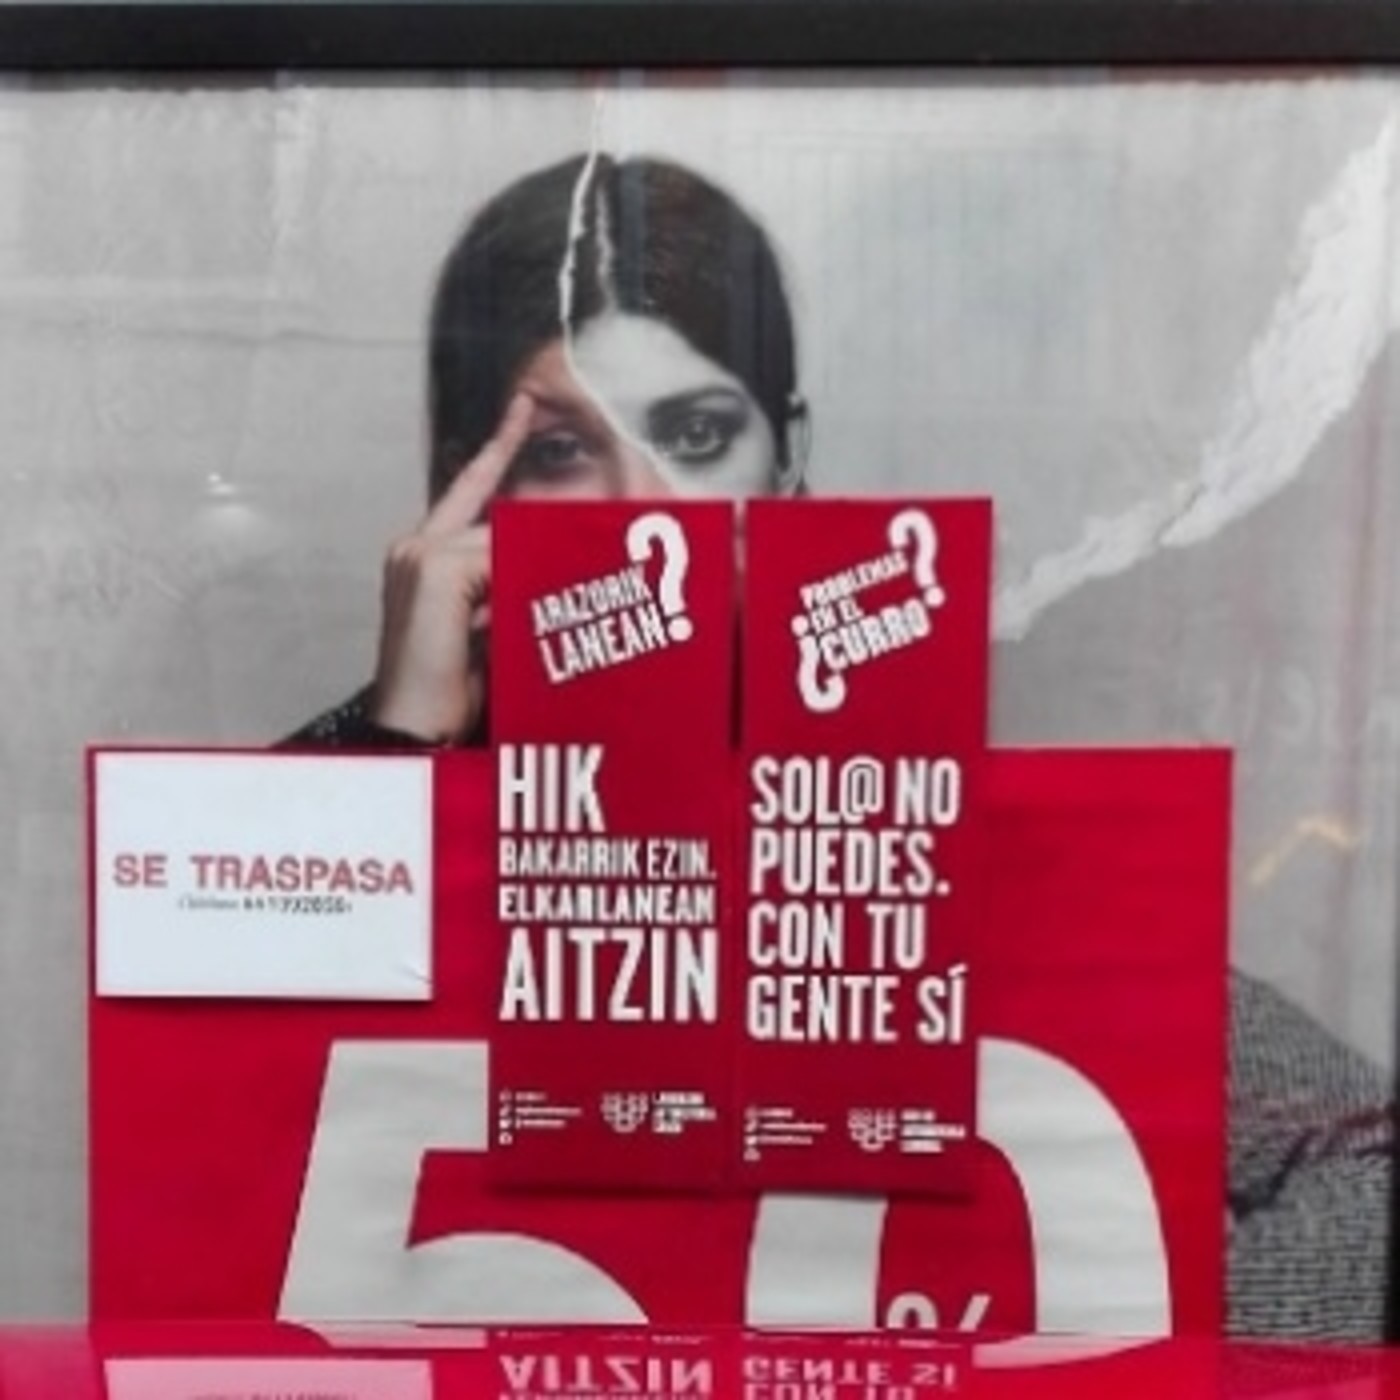 ARAZORIK
LANEAN?
HIK
BAKARRIK EZIN.
ELKARLANEAN
AITZIN
¿PROBLEMAS
EN EL
CURRO?
SOL@ NO
PUEDES.
CON TU
GENTE SÍ
SE TRASPASA
50
%